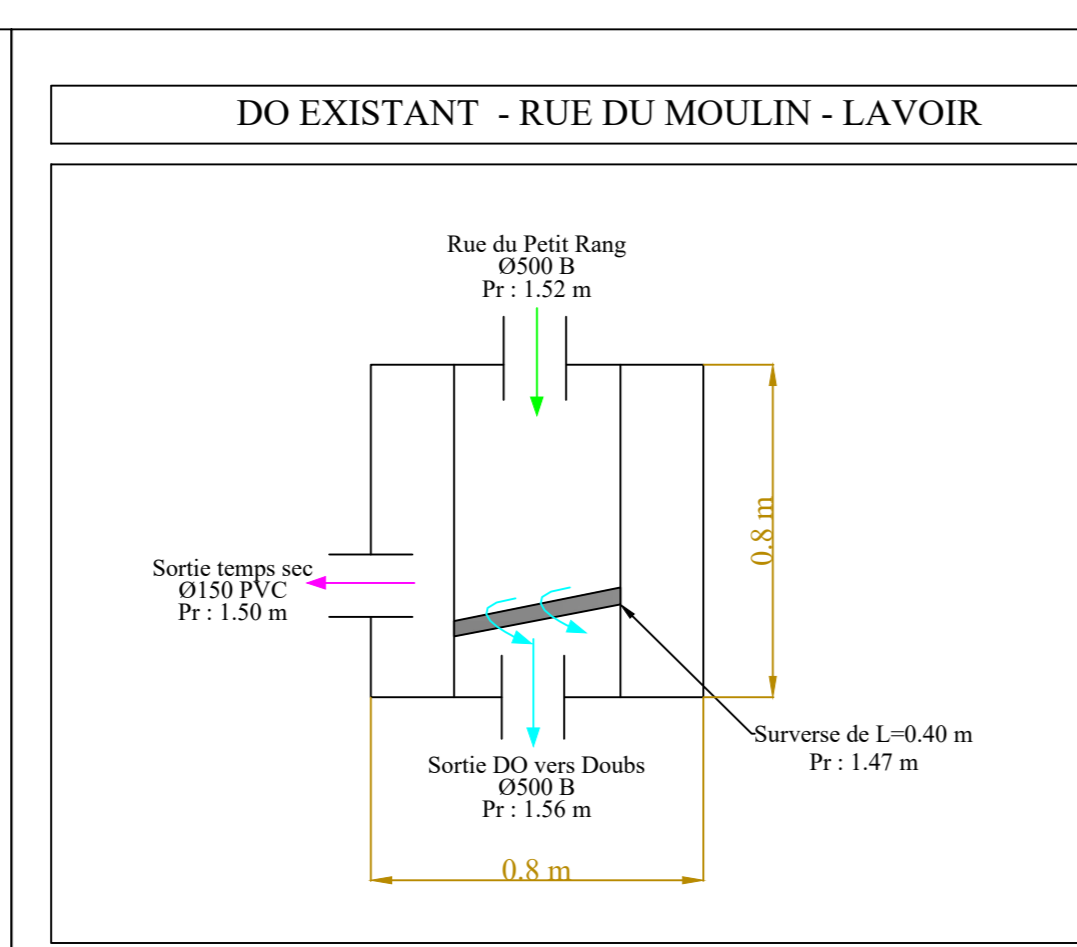 DO EXISTANT - RUE DU MOULIN - LAVOIR
Rue du Petit Rang
Ø500 B
Pr : 1.52 m
0.8 m
Sortie temps sec
Ø150 PVC
Pr : 1.50 m
Surverse de L=0.40 m
Pr : 1.47 m
Sortie DO vers Doubs
Ø500 B
Pr : 1.56 m
0.8 m